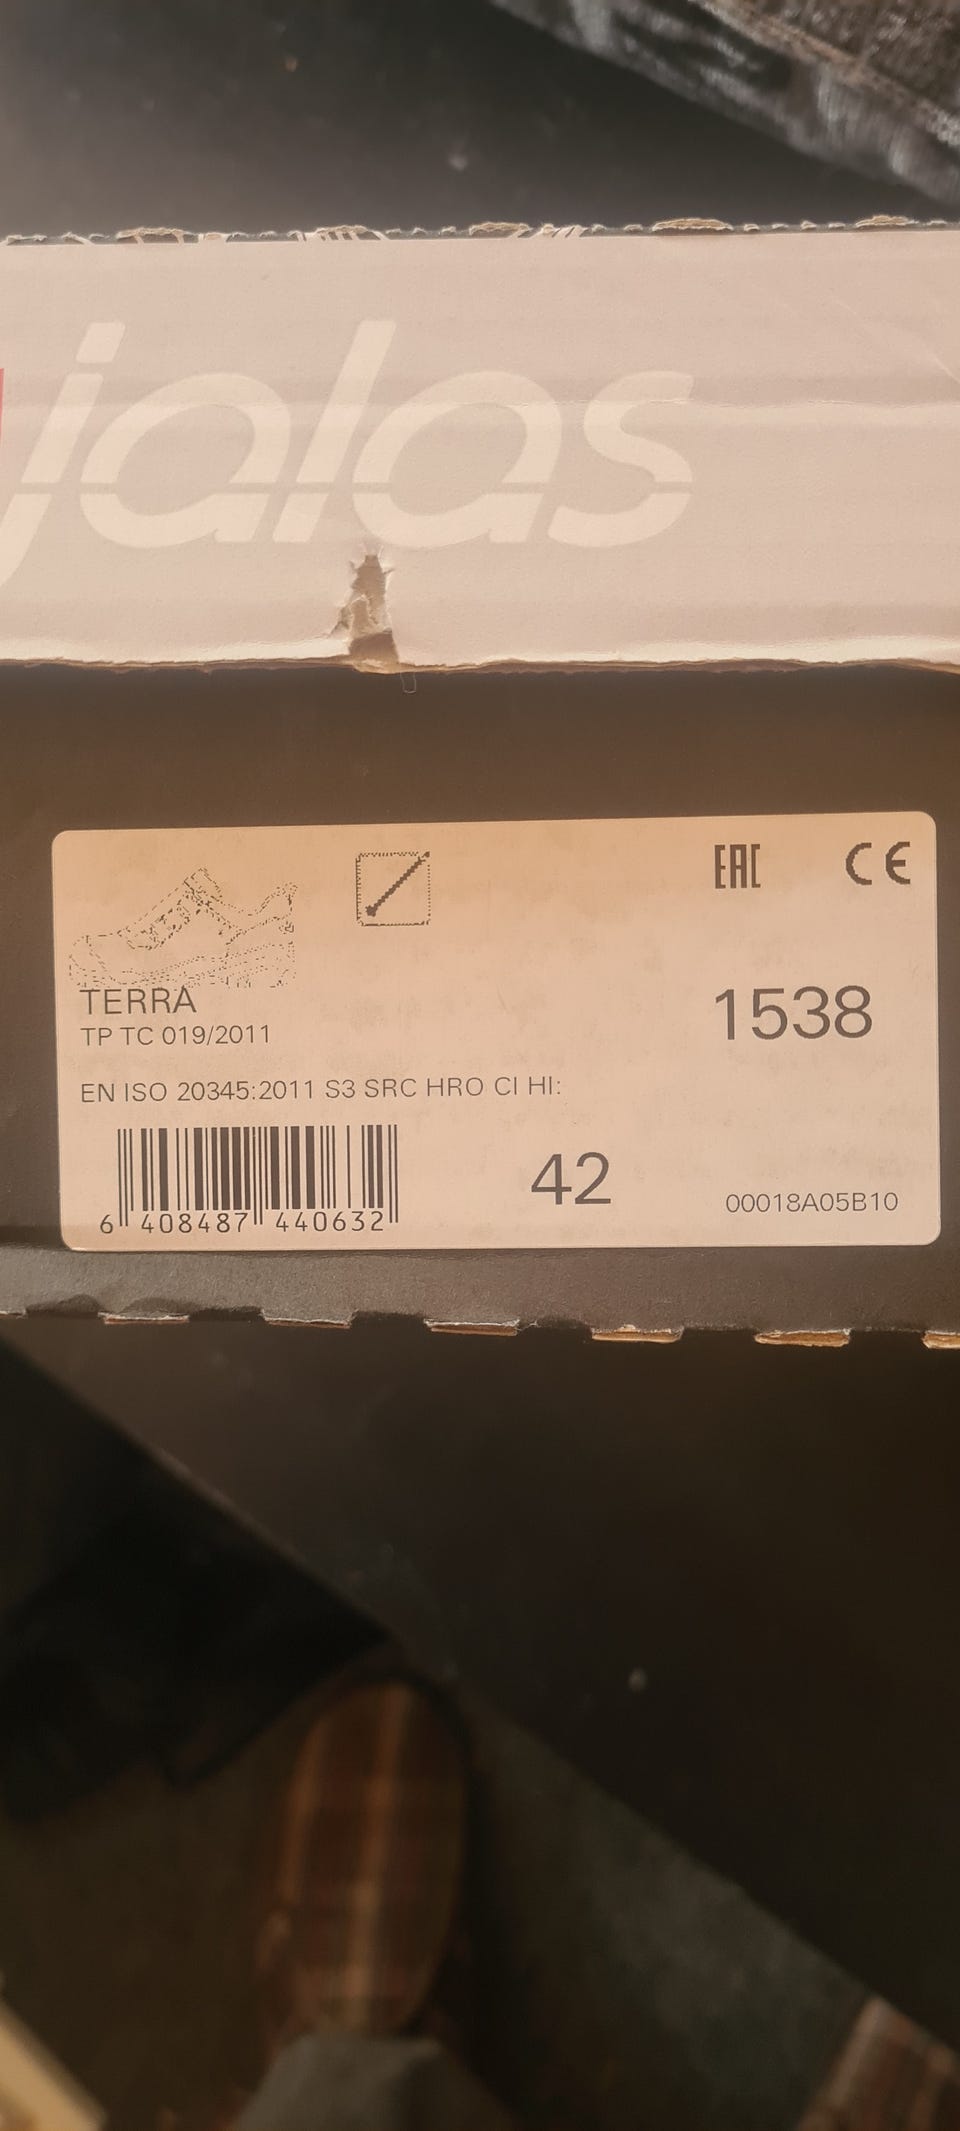 jalas
EAC CE
TERRA
1538
TP TC 019/2011
EN ISO 20345:2011 S3 SRC HRO CI HI:
42
00018A05B10
6 408487 440632